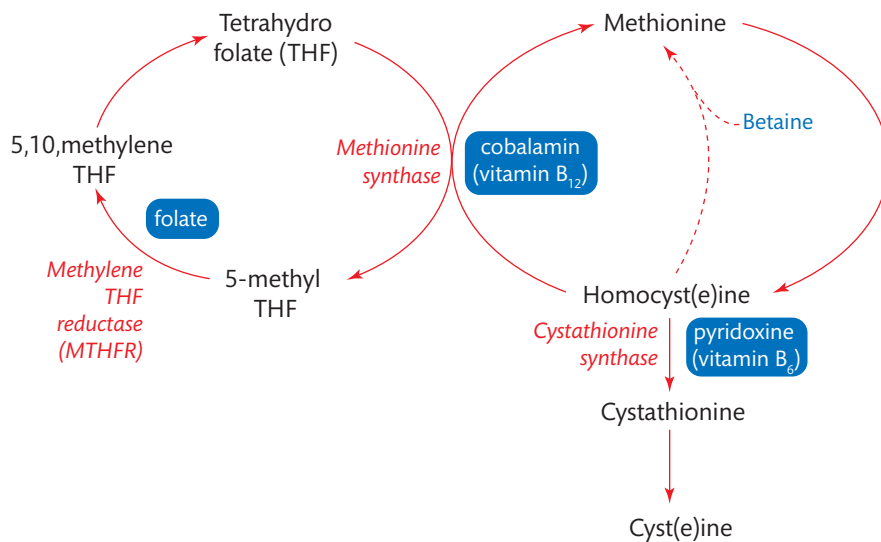 Tetrahydro
folate (THF)
Methionine
5,10,methylene
THF
Methionine
synthase
cobalamin
(vitamin B12)
Betaine
folate
Methylene
THF
reductase
(MTHFR)
5-methyl
THF
Homocyst(e)ine
Cystathionine
synthase
pyridoxine
(vitamin B6)
Cystathionine
Cyst(e)ine